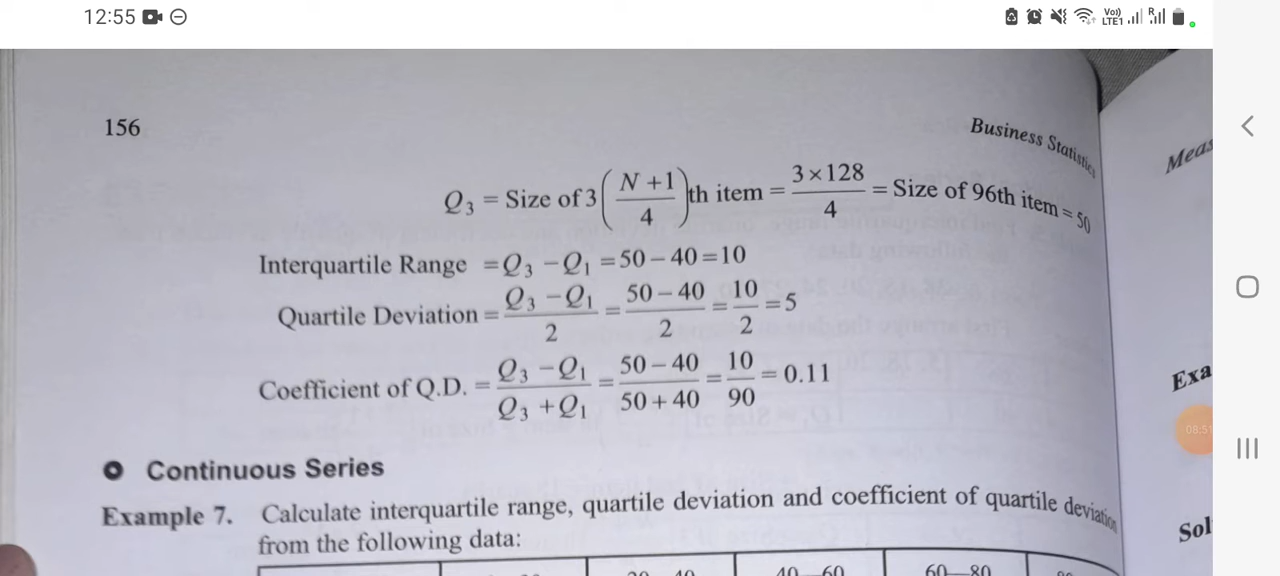 12:55
Vo))
LTE1 R
156
Business Statistics
Meas
Q₃ = Size of 3((N + 1)/4)th item = (3 × 128)/4 = Size of 96th item = 50
Interquartile Range = Q₃ − Q₁ = 50 − 40 = 10
Quartile Deviation = (Q₃ − Q₁)/2 = (50 − 40)/2 = 10/2 = 5
Coefficient of Q.D. = (Q₃ − Q₁)/(Q₃ + Q₁) = (50 − 40)/(50 + 40) = 10/90 = 0.11
Exa
08:51
Continuous Series
Example 7. Calculate interquartile range, quartile deviation and coefficient of quartile deviation
from the following data:
Sol
40—60 60—80